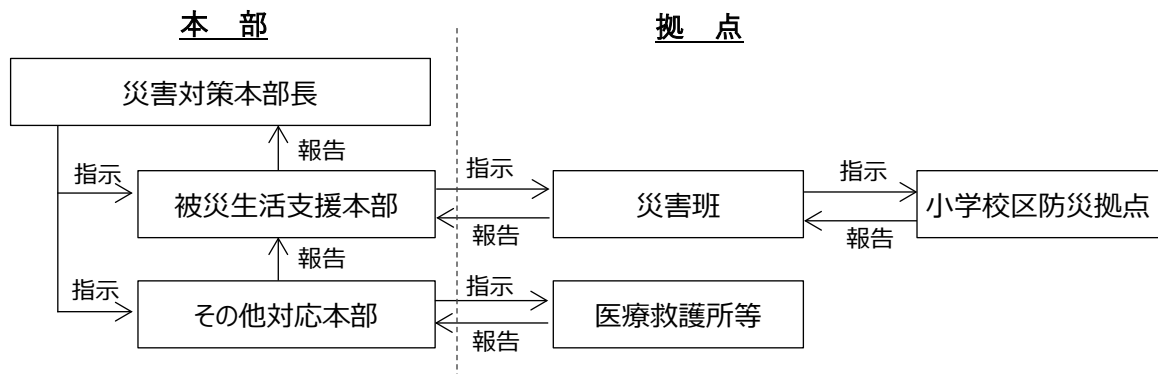 本　部
拠　点
災害対策本部長
報告
指示
被災生活支援本部
指示
報告
災害班
指示
報告
小学校区防災拠点
報告
指示
その他対応本部
指示
報告
医療救護所等